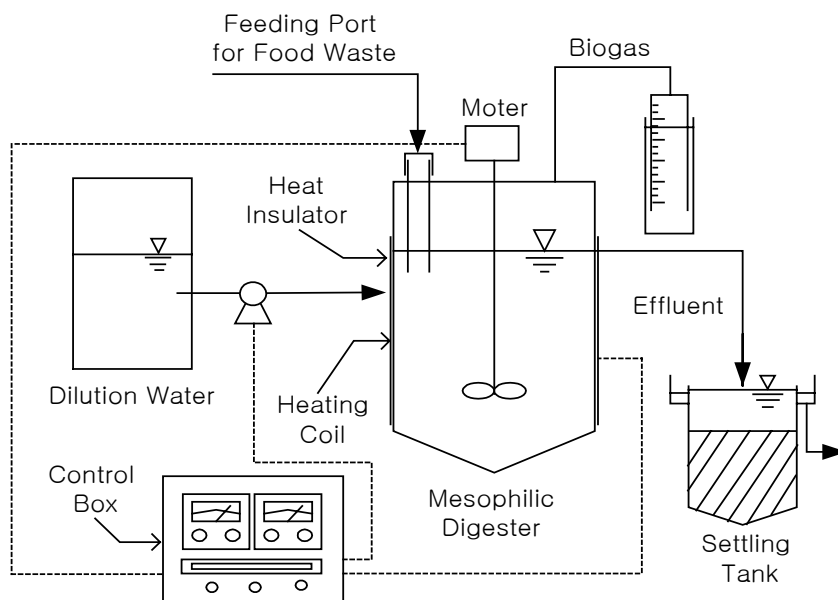 Feeding Port
for Food Waste
Biogas
Moter
Heat
Insulator
Effluent
Dilution Water
Heating
Coil
Control
Box
Mesophilic
Digester
Settling
Tank